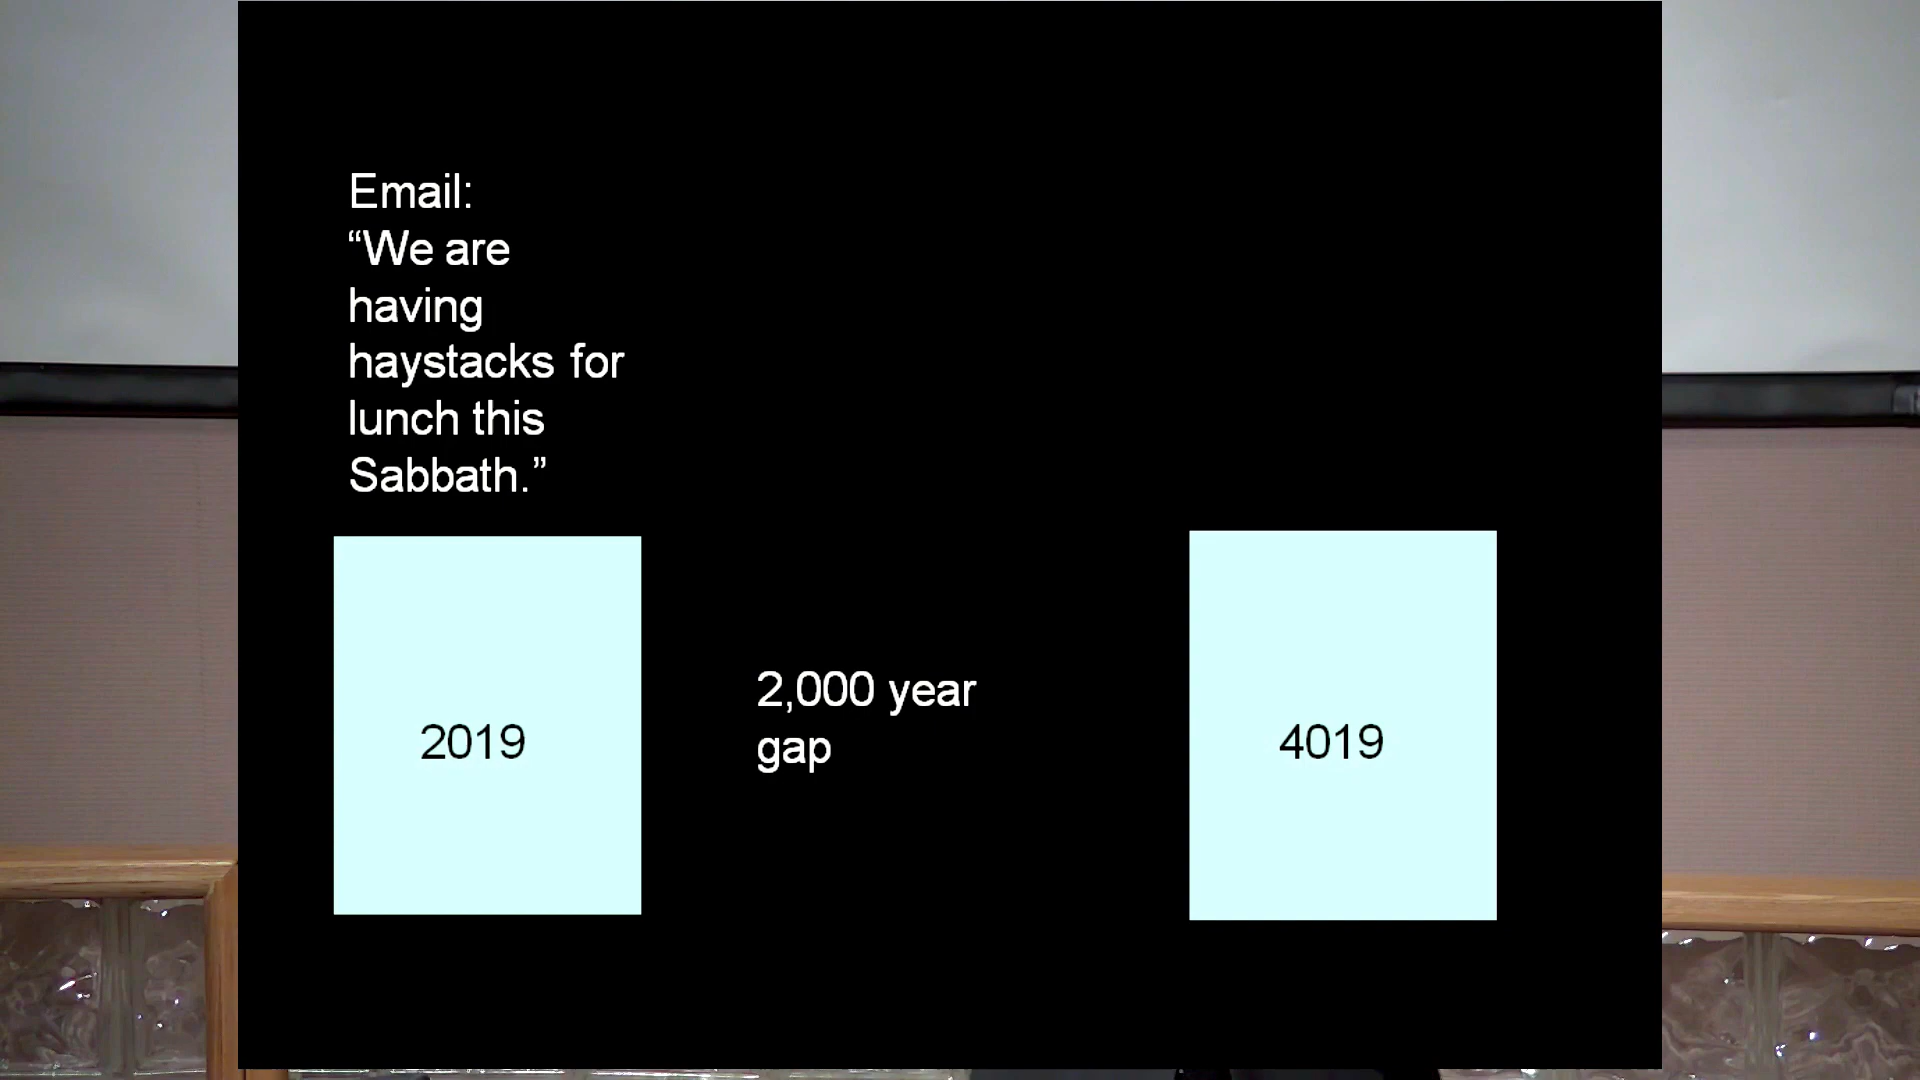 Email:
“We are
having
haystacks for
lunch this
Sabbath.”
2019
2,000 year
gap
4019